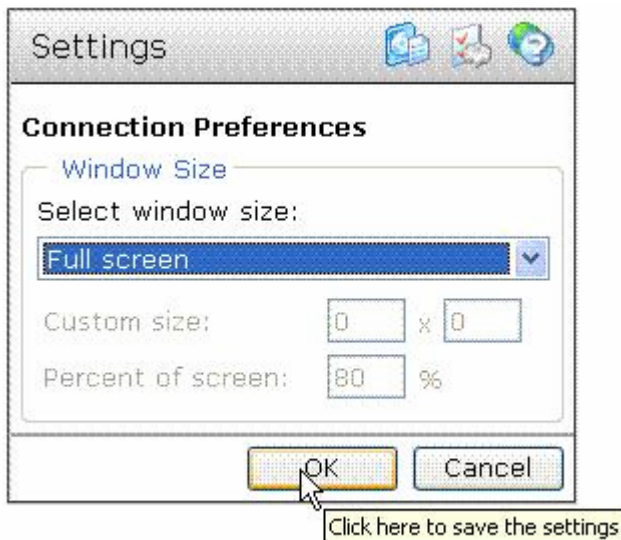 Settings
Connection Preferences
Window Size
Select window size:
Full screen
Custom size: 0 x 0
Percent of screen: 80 %
OK Cancel
Click here to save the settings